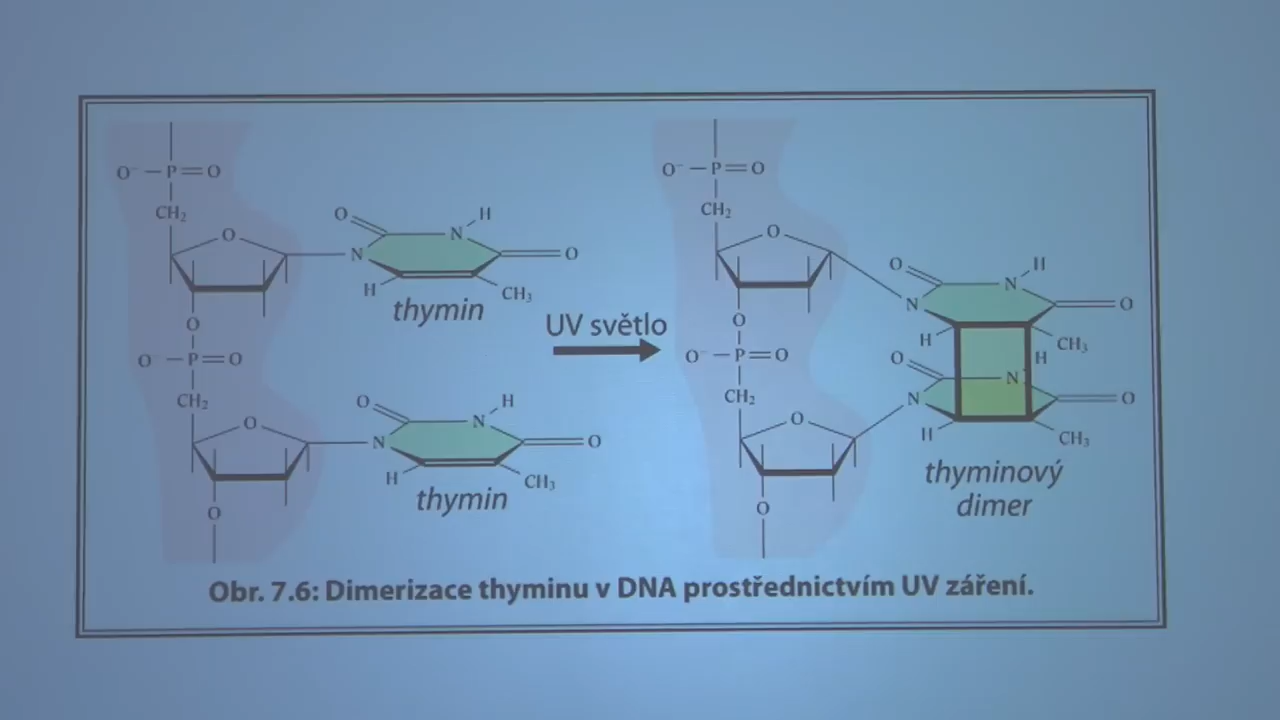 O⁻ — P = O
CH₂
O
O
N
H
N
O
H
CH₃
thymin
O
O⁻ — P = O
CH₂
O
O
N
H
N
O
H
CH₃
thymin
O
UV světlo
O⁻ — P = O
CH₂
O
O
N
H
N
O
H
CH₃
O
O⁻ — P = O
CH₂
O
O
N
H
N
O
H
CH₃
O
thyminový
dimer
Obr. 7.6: Dimerizace thyminu v DNA prostřednictvím UV záření.